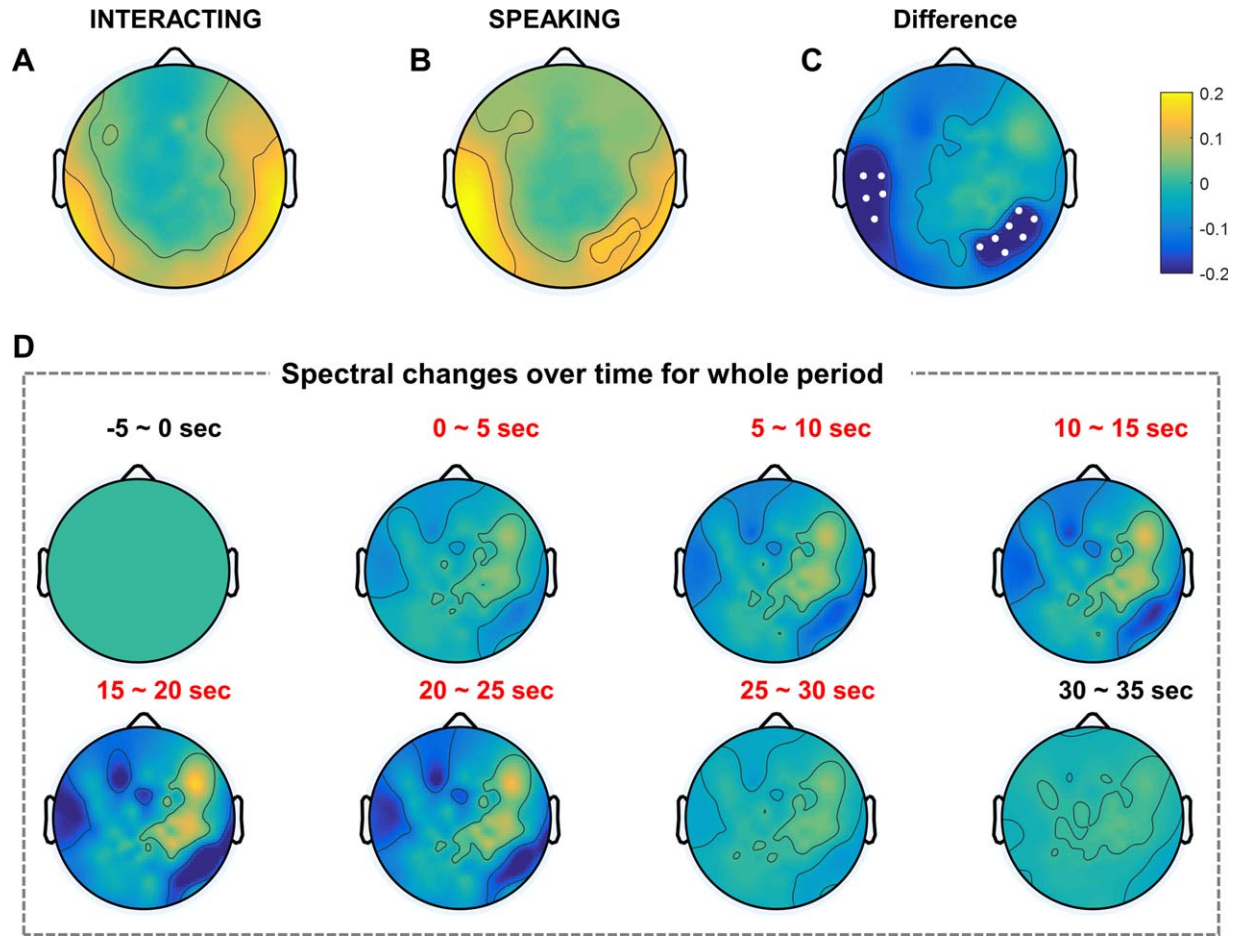 INTERACTING SPEAKING Difference
A B C
0.2
0.1
0
-0.1
-0.2
D
Spectral changes over time for whole period
-5 ~ 0 sec 0 ~ 5 sec 5 ~ 10 sec 10 ~ 15 sec
15 ~ 20 sec 20 ~ 25 sec 25 ~ 30 sec 30 ~ 35 sec